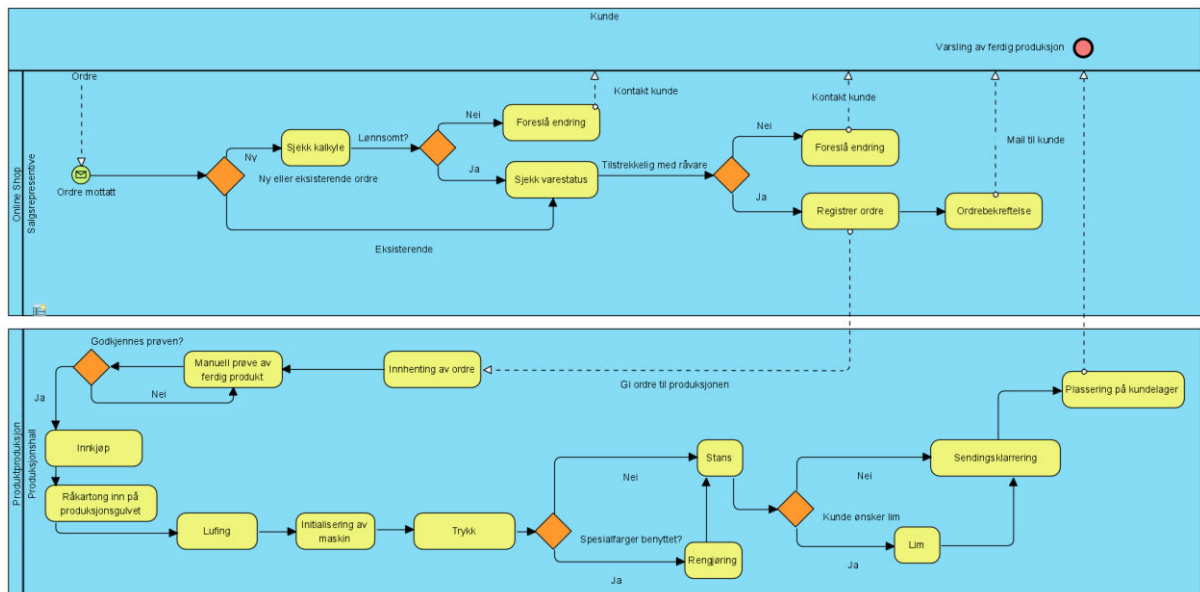 Kunde
Varsling av ferdig produksjon
Online Shop
Salgsrepresentive
Ordre
Ordre mottatt
Ny
Sjekk kalkyle
Ny eller eksisterende ordre
Eksisterende
Lønnsomt?
Nei
Foreslå endring
Kontakt kunde
Ja
Sjekk varestatus
Tilstrekkelig med råvare
Nei
Foreslå endring
Kontakt kunde
Ja
Registrer ordre
Ordrebekreftelse
Mail til kunde
Produktproduksjon
Produksjonshall
Godkjennes prøven?
Manuell prøve av
ferdig produkt
Nei
Ja
Innhenting av ordre
Gi ordre til produksjonen
Innkjøp
Råkartong inn på
produksjonsgulvet
Lufing
Initialisering av
maskin
Trykk
Spesialfarger benyttet?
Nei
Ja
Stans
Rengjøring
Kunde ønsker lim
Nei
Ja
Lim
Sendingsklarrering
Plassering på kundelager